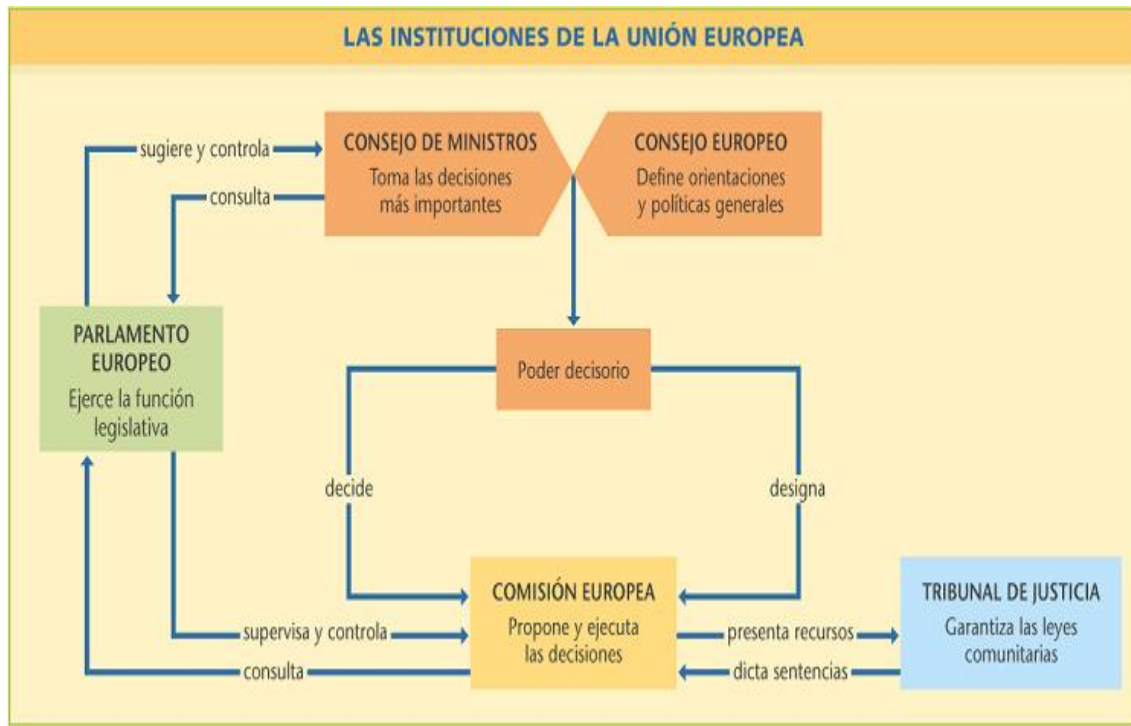 LAS INSTITUCIONES DE LA UNIÓN EUROPEA
sugiere y controla
consulta
CONSEJO DE MINISTROS
Toma las decisiones
más importantes
CONSEJO EUROPEO
Define orientaciones
y políticas generales
PARLAMENTO
EUROPEO
Ejerce la función
legislativa
Poder decisorio
decide
designa
supervisa y controla
consulta
COMISIÓN EUROPEA
Propone y ejecuta
las decisiones
presenta recursos
dicta sentencias
TRIBUNAL DE JUSTICIA
Garantiza las leyes
comunitarias